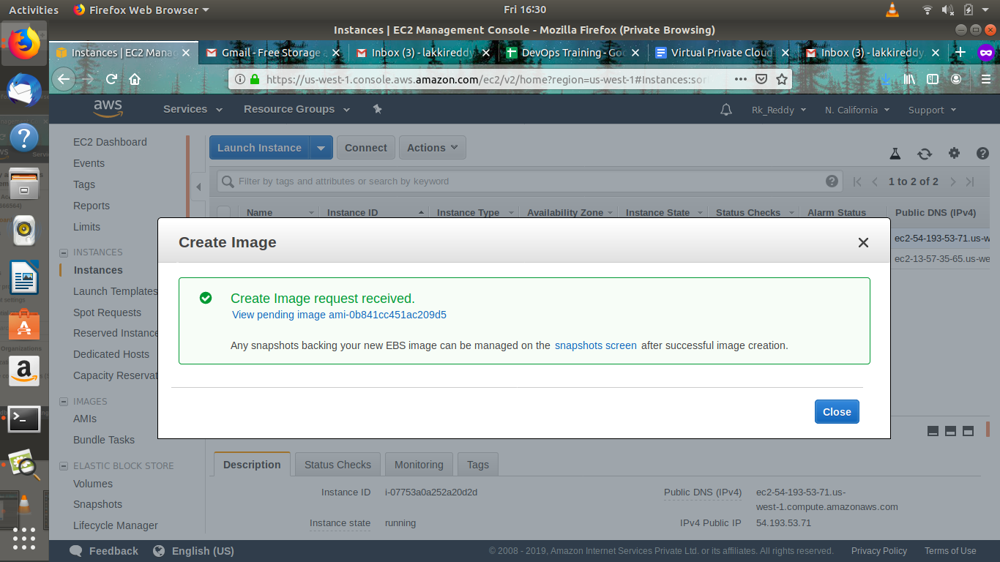 Activities
Firefox Web Browser
Fri 16:30
Instances | EC2 Management Console - Mozilla Firefox (Private Browsing)
Instances | EC2 Mana
Gmail - Free Storage a
Inbox (3) - lakkireddy.
DevOps Training - Goo
Virtual Private Cloud
Inbox (3) - lakkireddy.
https://us-west-1.console.aws.amazon.com/ec2/v2/home?region=us-west-1#Instances:sor
aws
Services
Resource Groups
Rk_Reddy
N. California
Support
EC2 Dashboard
Events
Tags
Reports
Limits
INSTANCES
Instances
Launch Templates
Spot Requests
Reserved Instance
Dedicated Hosts
Capacity Reservat
IMAGES
AMIs
Bundle Tasks
ELASTIC BLOCK STORE
Volumes
Snapshots
Lifecycle Manager
Launch Instance
Connect
Actions
Filter by tags and attributes or search by keyword
1 to 2 of 2
Name
Instance ID
Instance Type
Availability Zone
Instance State
Status Checks
Alarm Status
Public DNS (IPv4)
ec2-54-193-53-71.us-w
ec2-13-57-35-65.us-we
Create Image
Create Image request received.
View pending image ami-0b841cc451ac209d5
Any snapshots backing your new EBS image can be managed on the snapshots screen after successful image creation.
Close
Description
Status Checks
Monitoring
Tags
Instance ID i-07753a0a252a20d2d
Public DNS (IPv4) ec2-54-193-53-71.us-
west-1.compute.amazonaws.com
Instance state running
IPv4 Public IP 54.193.53.71
Feedback
English (US)
© 2008 - 2019, Amazon Internet Services Private Ltd. or its affiliates. All rights reserved.
Privacy Policy
Terms of Use